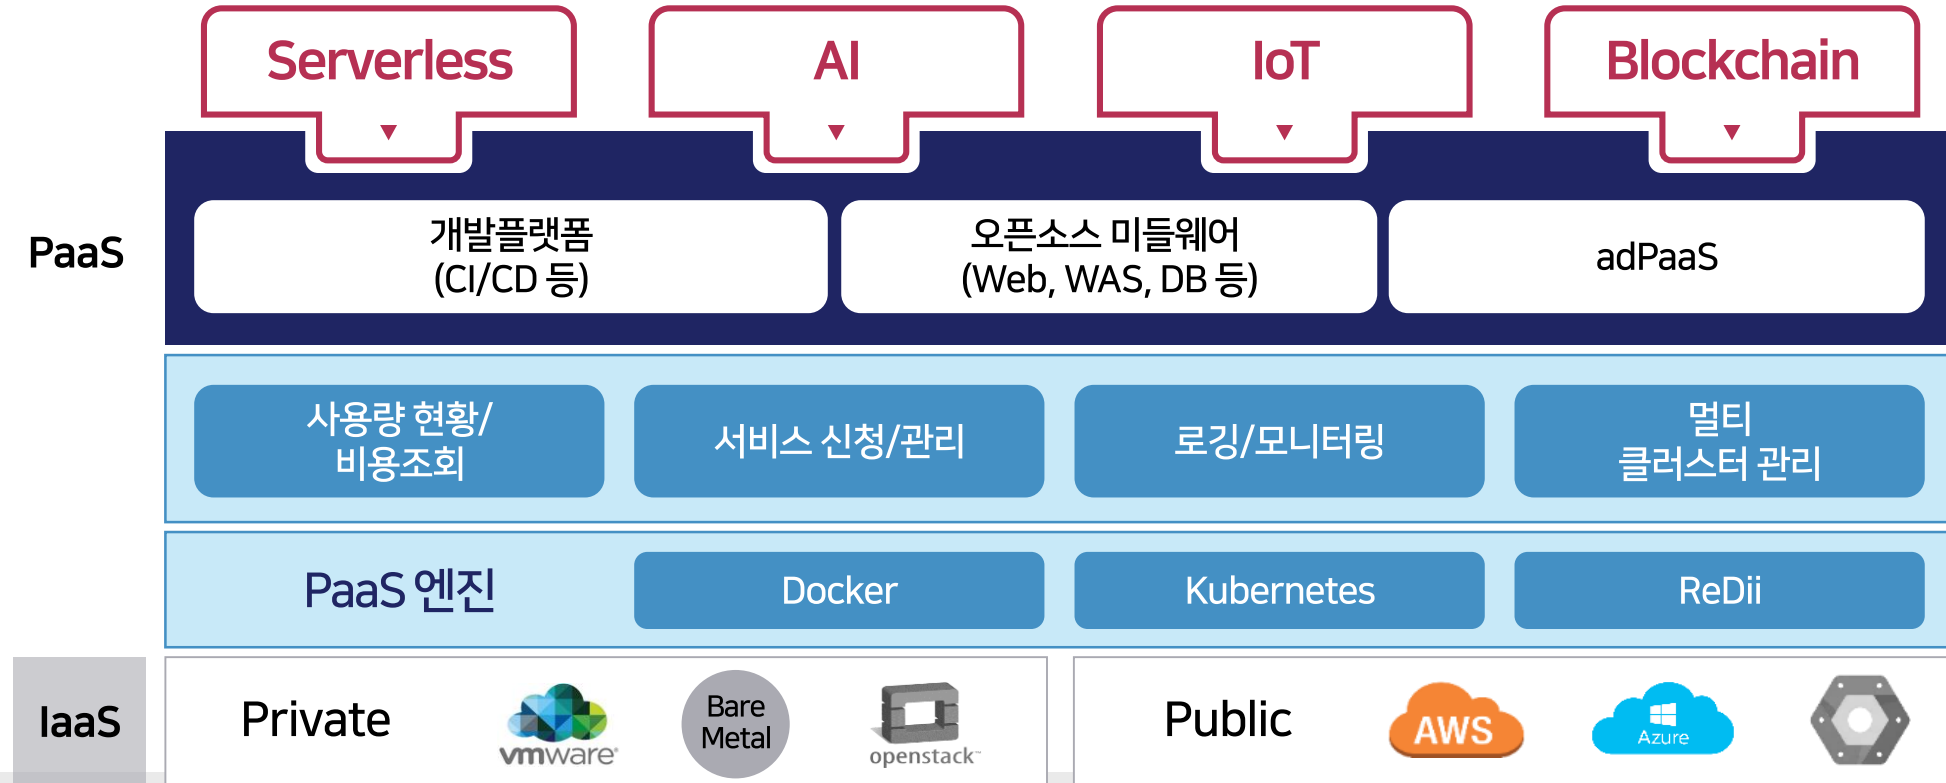 Serverless
AI
IoT
Blockchain
PaaS
개발플랫폼
(CI/CD 등)
오픈소스 미들웨어
(Web, WAS, DB 등)
adPaaS
사용량 현황/
비용조회
서비스 신청/관리
로깅/모니터링
멀티
클러스터 관리
PaaS 엔진
Docker
Kubernetes
ReDii
IaaS
Private
vmware®
Bare
Metal
openstack™
Public
AWS
Azure